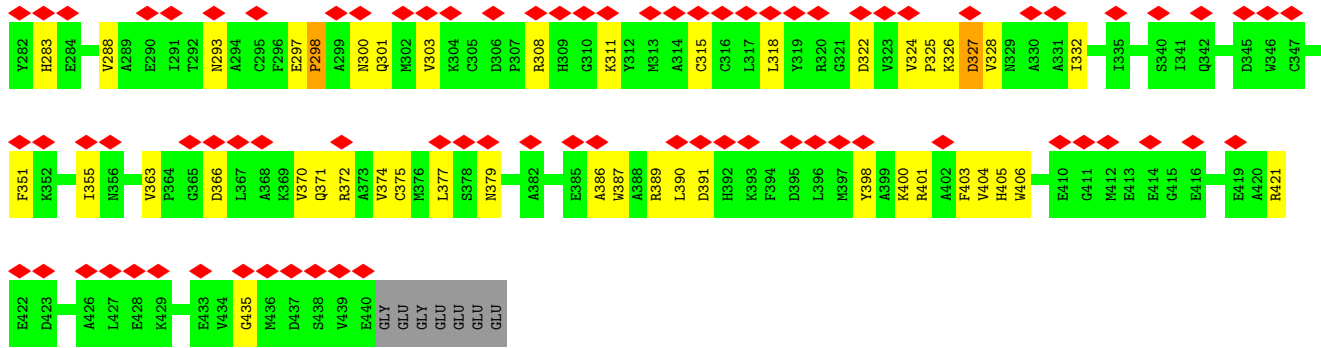 Y282 H283 E284 V288 A289 E290 I291 T292 N293 A294 C295 F296 E297 P298 A299 N300 Q301 M302 V303 K304 C305 D306 P307 R308 H309 G310 K311 Y312 M313 A314 C315 C316 L317 L318 Y319 R320 G321 D322 V323 V324 P325 K326 D327 V328 N329 A330 A331 I332 I335 S340 I341 Q342 D345 W346 C347
F351 K352 I355 N356 V363 P364 G365 D366 L367 A368 K369 V370 Q371 R372 A373 V374 C375 M376 L377 S378 N379 A382 E385 A386 W387 A388 R389 L390 D391 H392 K393 F394 D395 L396 M397 Y398 A399 K400 R401 A402 F403 V404 H405 W406 E410 G411 M412 E413 E414 G415 E416 E419 A420 R421
E422 D423 A426 L427 E428 K429 E433 V434 G435 M436 D437 S438 V439 E440 GLY GLU GLY GLU GLU GLU GLU